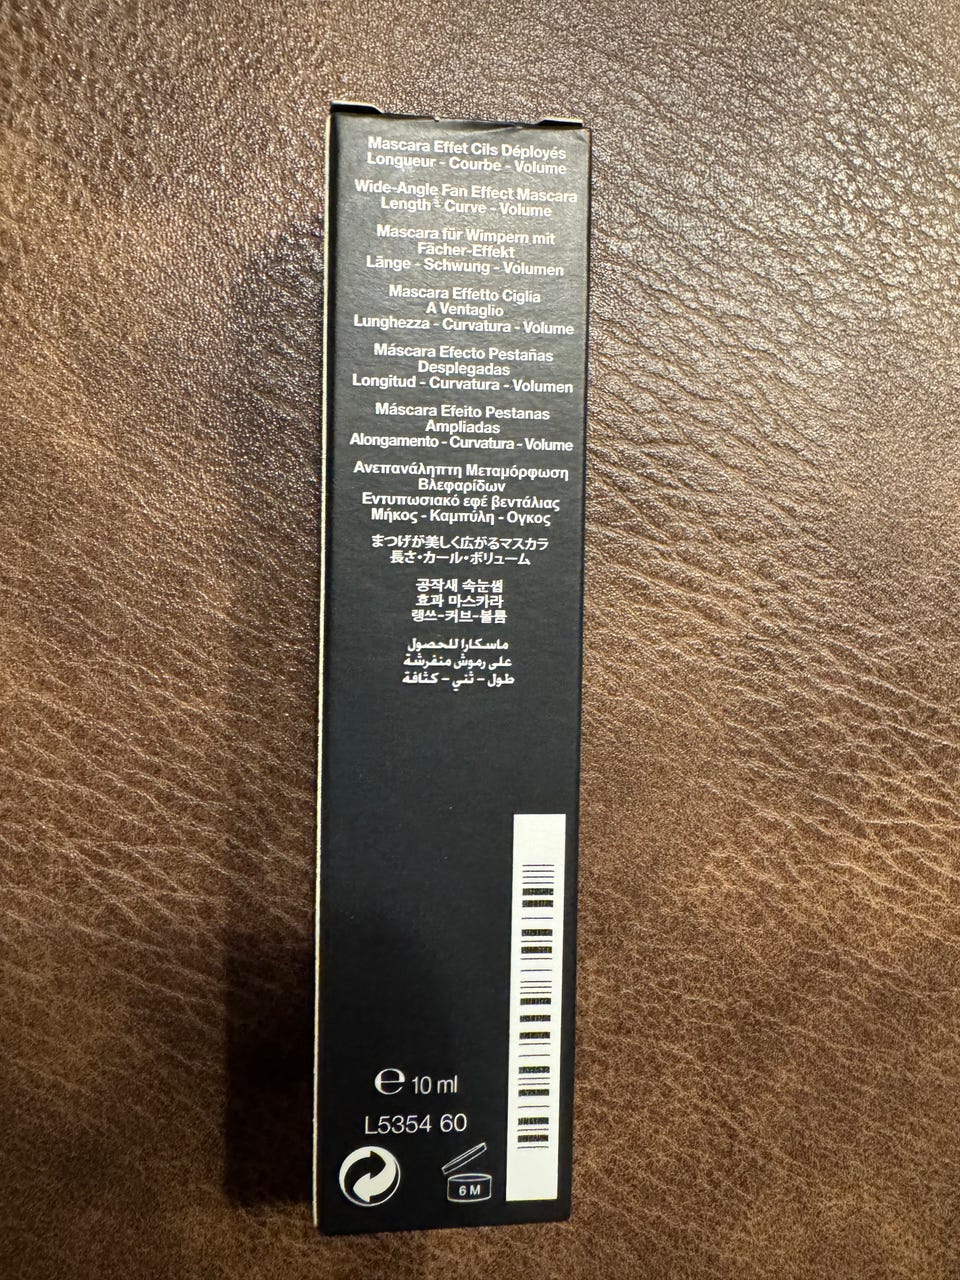 Mascara Effet Cils Déployés
Longueur - Courbe - Volume
Wide-Angle Fan Effect Mascara
Length - Curve - Volume
Mascara für Wimpern mit
Fächer-Effekt
Länge - Schwung - Volumen
Mascara Effetto Ciglia
A Ventaglio
Lunghezza - Curvatura - Volume
Máscara Efecto Pestañas
Desplegadas
Longitud - Curvatura - Volumen
Máscara Efeito Pestanas
Ampliadas
Alongamento - Curvatura - Volume
Ανεπανάληπτη Μεταμόρφωση
Βλεφαρίδων
Εντυπωσιακό εφέ βεντάλιας
Μήκος - Καμπύλη - Ογκος
まつげが美しく広がるマスカラ
長さ・カール・ボリューム
공작새 속눈썹
효과 마스카라
랭쓰-커브-볼륨
ماسكارا للحصول
على رموش منفرشة
طول - ثني - كثافة
℮ 10 ml
L5354 60
6 M